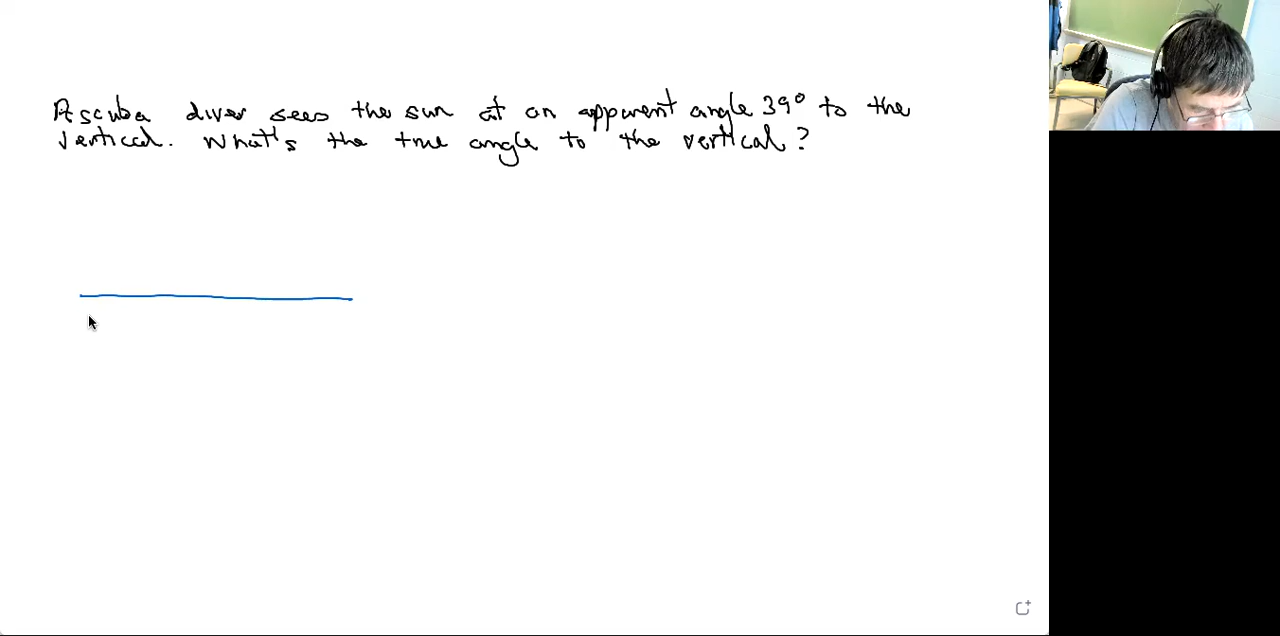 A scuba diver sees the sun at an apparent angle 39° to the
vertical. What's the true angle to the vertical?